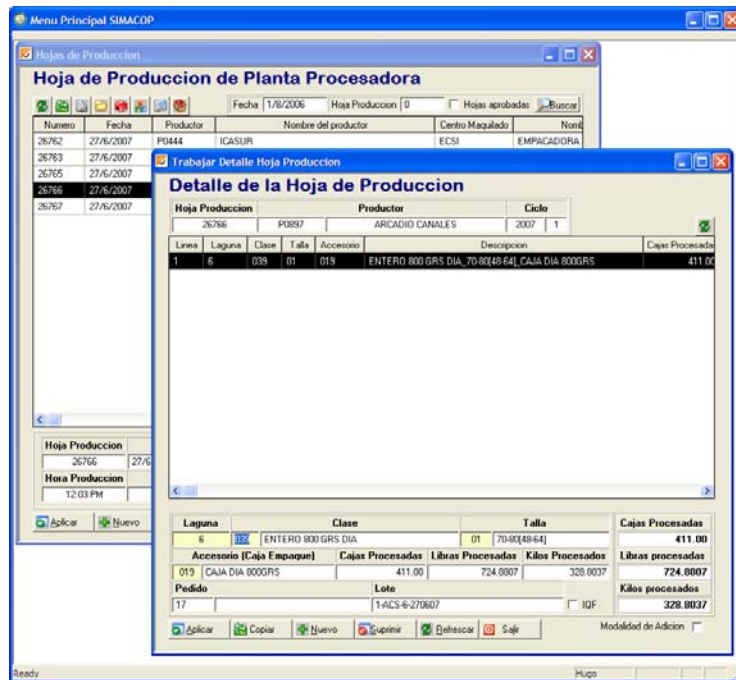 Menu Principal SIMACOP
Hojas de Produccion
Hoja de Produccion de Planta Procesadora
Fecha 1/8/2006 Hoja Produccion 0 Hojas aprobadas Buscar
Numero Fecha Productor Nombre del productor Centro Maquilado Nomb
26762 27/6/2007 P0444 ICASUR ECSI EMPACADORA
26763 27/6/2007
26765 27/6/2007
26766 27/6/2007
26767 27/6/2007
Hoja Produccion
26766 27/6
Hora Produccion
12:03 PM
Aplicar Nuevo
Trabajar Detalle Hoja Produccion
Detalle de la Hoja de Produccion
Hoja Produccion Productor Ciclo
26766 P0897 ARCADIO CANALES 2007 1
Linea Laguna Clase Talla Accesorio Descripcion Cajas Procesadas
1 6 039 01 019 ENTERO 800 GRS DIA_70-80[48-64]_CAJA DIA 800GRS 411.00
Laguna Clase Talla Cajas Procesadas
6 039 ENTERO 800 GRS DIA 01 70-80[48-64] 411.00
Accesorio (Caja Empaque) Cajas Procesadas Libras Procesadas Kilos Procesados Libras procesadas
019 CAJA DIA 800GRS 411.00 724.8807 328.8037 724.8807
Pedido Lote Kilos procesados
17 1-ACS-6-270607 IQF 328.8037
Aplicar Copiar Nuevo Suprimir Refrescar Salir Modalidad de Adicion
Ready Hugo